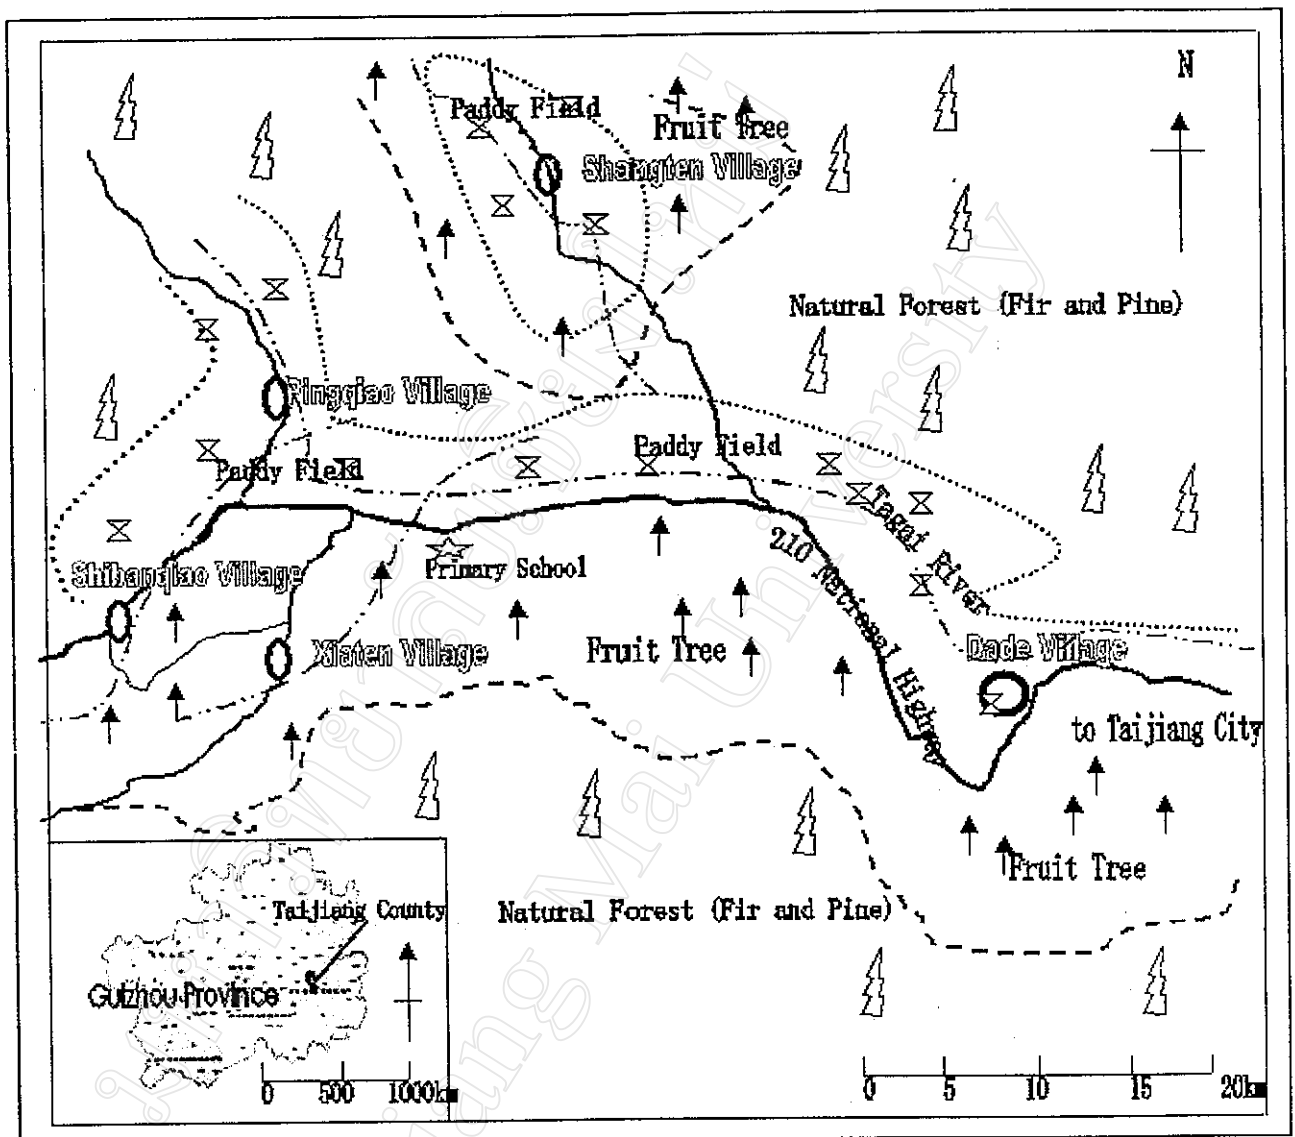 N
Paddy Field
Fruit Tree
Shangten Village
Natural Forest (Fir and Pine)
Pingqiao Village
Paddy Field
Paddy Field
Tagai River
210 National Highway
Shibanqiao Village
Primary School
Xiaten Village
Fruit Tree
Dade Village
to Taijiang City
Fruit Tree
Natural Forest (Fir and Pine)
Taijiang County
Guizhou Province
0 500 1000km
0 5 10 15 20km
Mai University